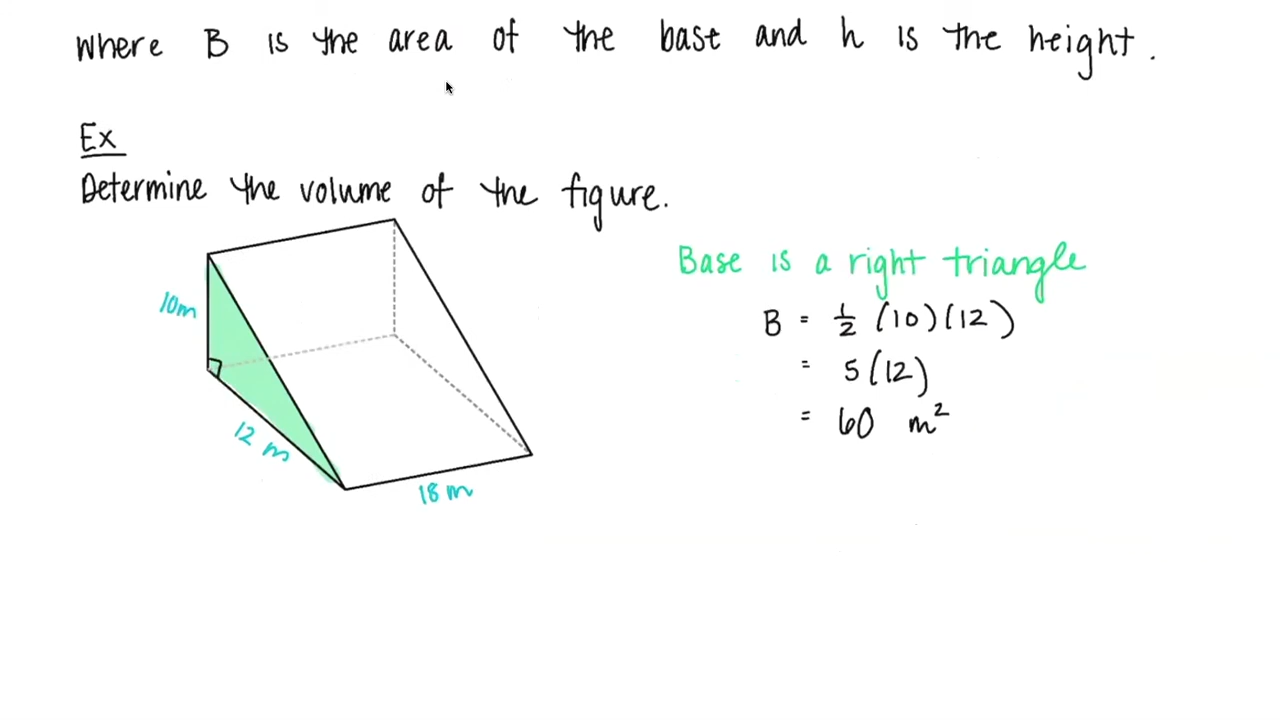 where B is the area of the base and h is the height.
Ex
Determine the volume of the figure.
Base is a right triangle
10m
B = 1/2 (10)(12)
= 5(12)
= 60 m²
12 m
18 m